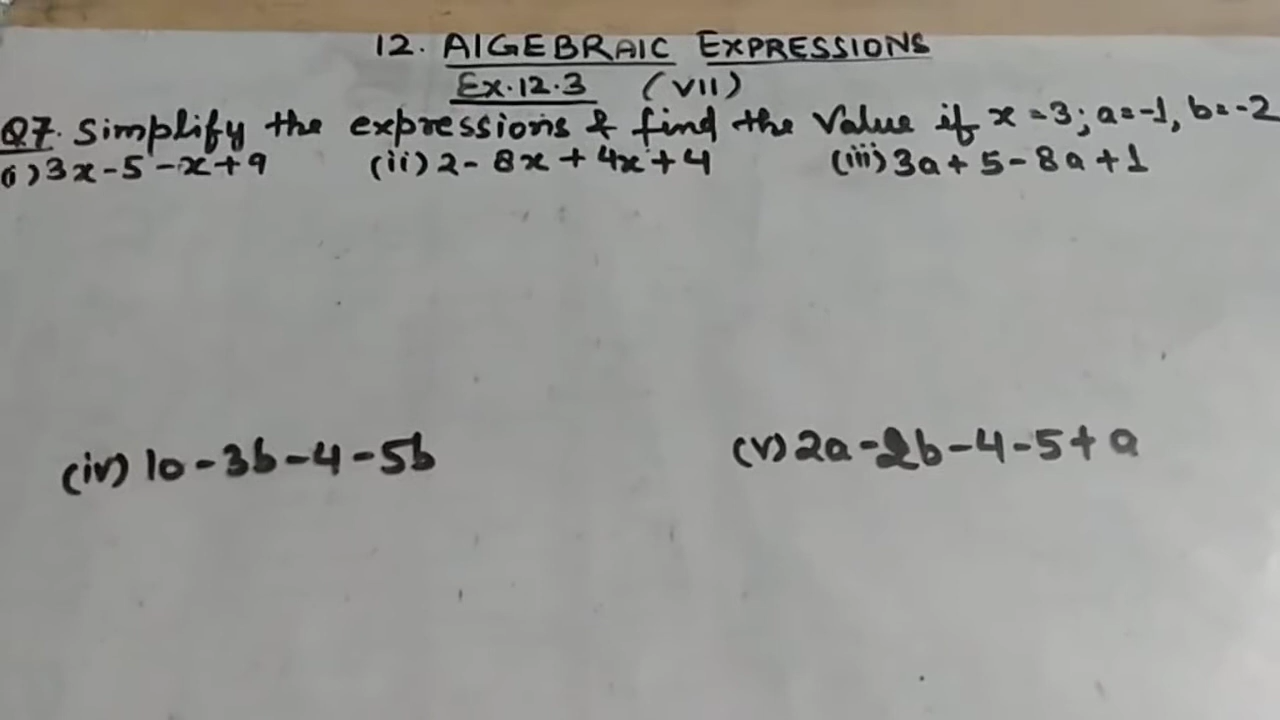 12. AlGEBRAIC EXPRESSIONS
Ex.12.3 (VII)
Q7. Simplify the expressions & find the Value if x=3; a=-1, b=-2
(i) 3x-5-x+9 (ii) 2-8x+4x+4 (iii) 3a+5-8a+1
(iv) 10-3b-4-5b (v) 2a-2b-4-5+a